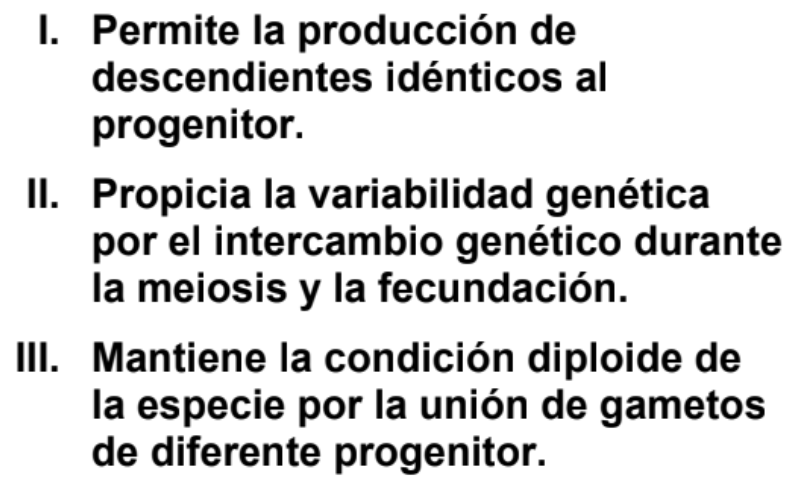 I. Permite la producción de
descendientes idénticos al
progenitor.
II. Propicia la variabilidad genética
por el intercambio genético durante
la meiosis y la fecundación.
III. Mantiene la condición diploide de
la especie por la unión de gametos
de diferente progenitor.